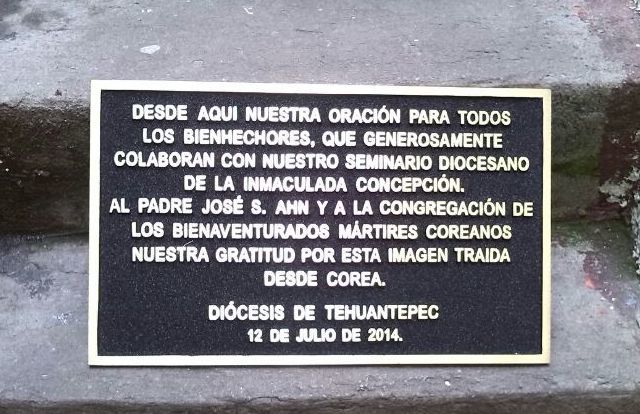 DESDE AQUI NUESTRA ORACIÓN PARA TODOS
LOS BIENHECHORES, QUE GENEROSAMENTE
COLABORAN CON NUESTRO SEMINARIO DIOCESANO
DE LA INMACULADA CONCEPCIÓN.
AL PADRE JOSÉ S. AHN Y A LA CONGREGACIÓN DE
LOS BIENAVENTURADOS MÁRTIRES COREANOS
NUESTRA GRATITUD POR ESTA IMAGEN TRAIDA
DESDE COREA.
DIÓCESIS DE TEHUANTEPEC
12 DE JULIO DE 2014.